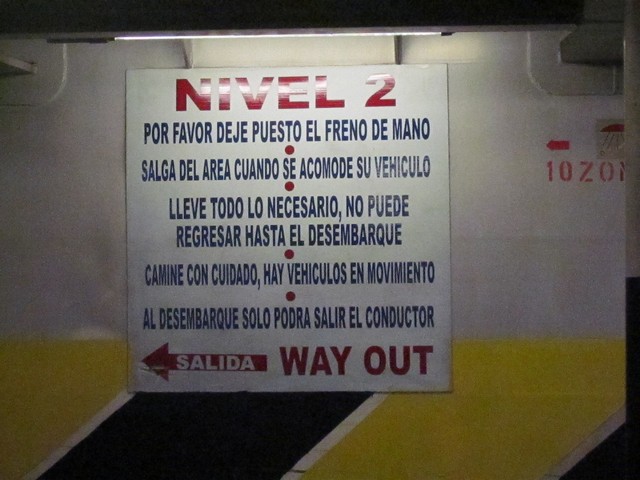 NIVEL 2
POR FAVOR DEJE PUESTO EL FRENO DE MANO
SALGA DEL AREA CUANDO SE ACOMODE SU VEHICULO
LLEVE TODO LO NECESARIO, NO PUEDE
REGRESAR HASTA EL DESEMBARQUE
CAMINE CON CUIDADO, HAY VEHICULOS EN MOVIMIENTO
AL DESEMBARQUE SOLO PODRA SALIR EL CONDUCTOR
SALIDA WAY OUT